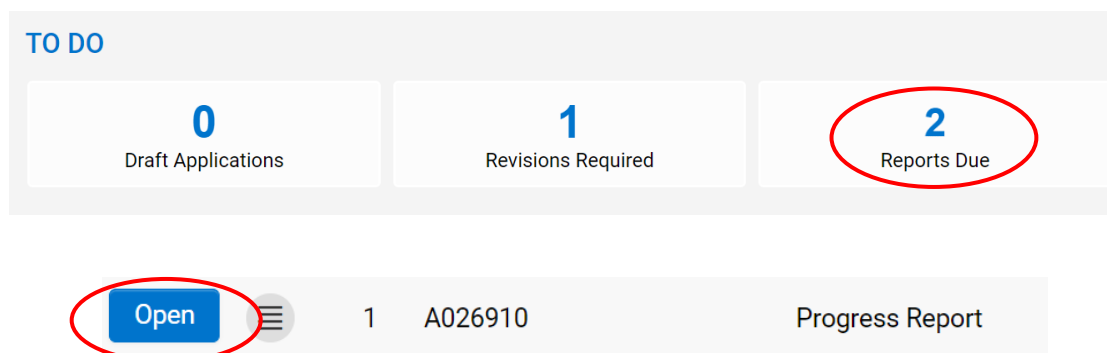 TO DO
0 1 2
Draft Applications Revisions Required Reports Due
Open 1 A026910 Progress Report